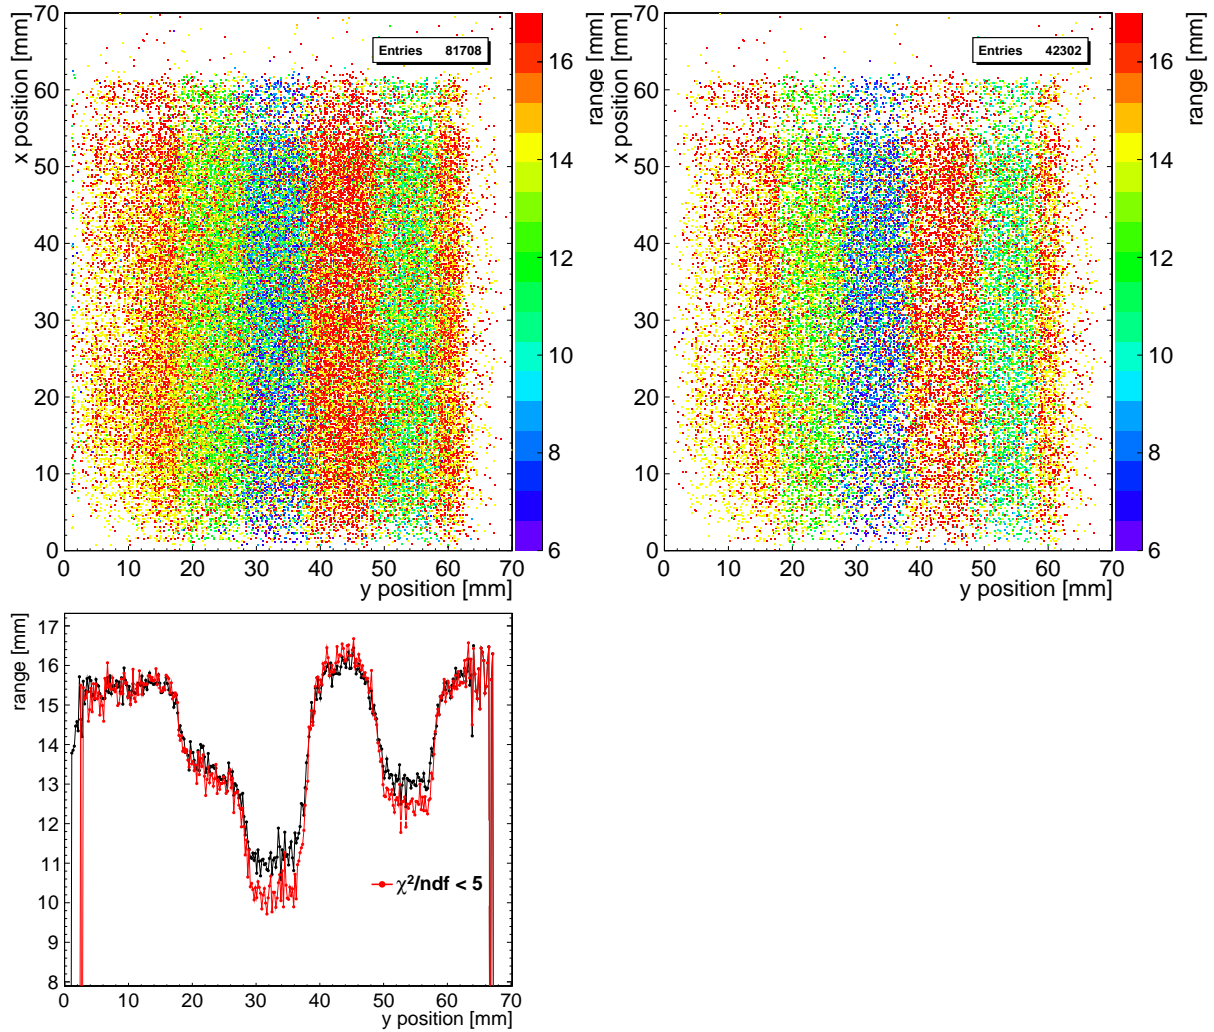 x position [mm]
70
60
50
40
30
20
10
0
Entries 81708
0 10 20 30 40 50 60 70
y position [mm]
16
14
12
10
8
6
range [mm]
x position [mm]
70
60
50
40
30
20
10
0
Entries 42302
0 10 20 30 40 50 60 70
y position [mm]
16
14
12
10
8
6
range [mm]
range [mm]
17
16
15
14
13
12
11
10
9
8
χ²/ndf < 5
0 10 20 30 40 50 60 70
y position [mm]